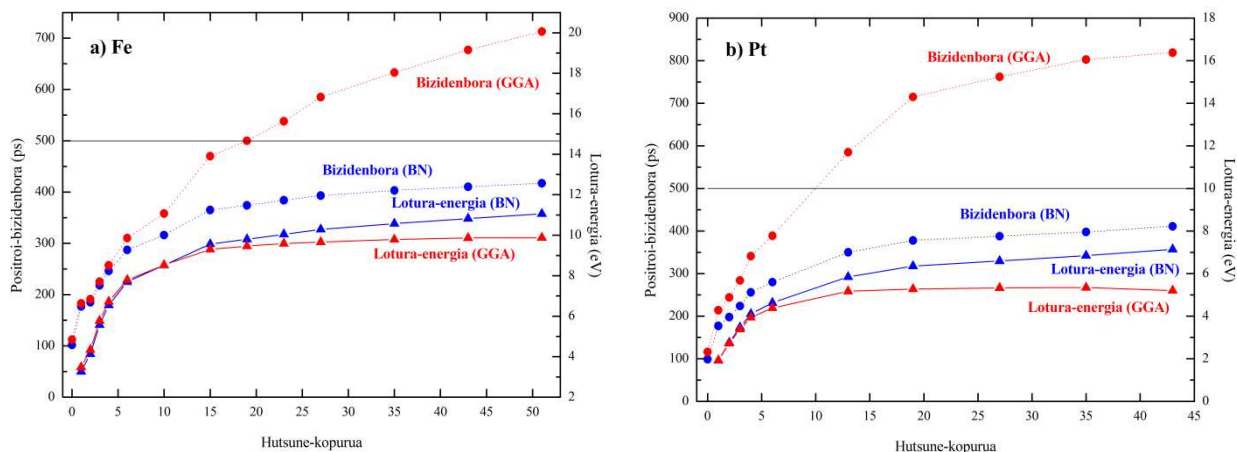 a) Fe
Positroi-bizidenbora (ps)
700
600
500
400
300
200
100
0
Bizidenbora (GGA)
Bizidenbora (BN)
Lotura-energia (BN)
Lotura-energia (GGA)
20
18
16
14
12
10
8
6
4
2
Lotura-energia (eV)
0 5 10 15 20 25 30 35 40 45 50
Hutsune-kopurua
b) Pt
Positroi-bizidenbora (ps)
900
800
700
600
500
400
300
200
100
0
Bizidenbora (GGA)
Bizidenbora (BN)
Lotura-energia (BN)
Lotura-energia (GGA)
18
16
14
12
10
8
6
4
2
0
Lotura-energia (eV)
0 5 10 15 20 25 30 35 40 45
Hutsune-kopurua